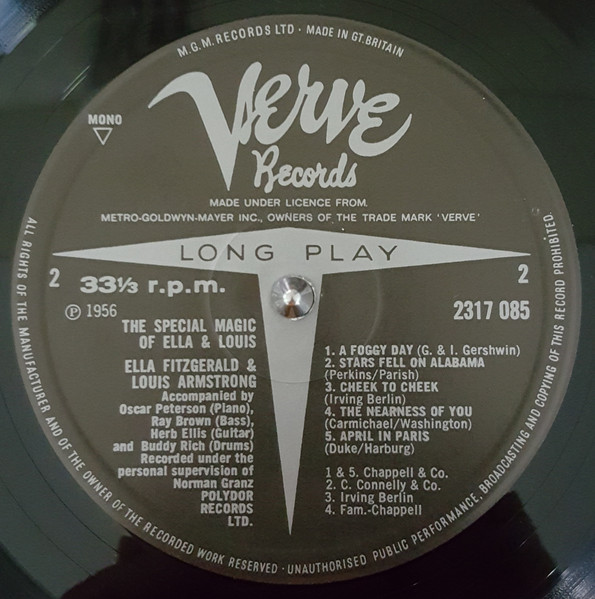 M.G.M. RECORDS LTD · MADE IN GT. BRITAIN
Verve
Records
MONO
MADE UNDER LICENCE FROM
METRO-GOLDWYN-MAYER INC., OWNERS OF THE TRADE MARK 'VERVE'
LONG PLAY
2
33⅓ r.p.m.
2
Ⓟ 1956
2317 085
THE SPECIAL MAGIC
OF ELLA & LOUIS
ELLA FITZGERALD &
LOUIS ARMSTRONG
Accompanied by
Oscar Peterson (Piano),
Ray Brown (Bass),
Herb Ellis (Guitar)
and Buddy Rich (Drums)
Recorded under the
personal supervision of
Norman Granz
POLYDOR
RECORDS
LTD.
1. A FOGGY DAY (G. & I. Gershwin)
2. STARS FELL ON ALABAMA
(Perkins/Parish)
3. CHEEK TO CHEEK
(Irving Berlin)
4. THE NEARNESS OF YOU
(Carmichael/Washington)
5. APRIL IN PARIS
(Duke/Harburg)
1 & 5. Chappell & Co.
2. C. Connelly & Co.
3. Irving Berlin
4. Fam.-Chappell
ALL RIGHTS OF THE MANUFACTURER AND OF THE OWNER OF THE RECORDED WORK RESERVED · UNAUTHORISED PUBLIC PERFORMANCE, BROADCASTING AND COPYING OF THIS RECORD PROHIBITED.